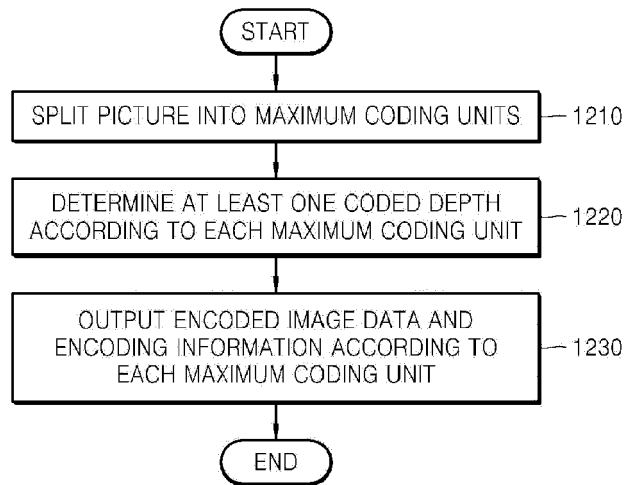 START
SPLIT PICTURE INTO MAXIMUM CODING UNITS
1210
DETERMINE AT LEAST ONE CODED DEPTH
ACCORDING TO EACH MAXIMUM CODING UNIT
1220
OUTPUT ENCODED IMAGE DATA AND
ENCODING INFORMATION ACCORDING TO
EACH MAXIMUM CODING UNIT
1230
END